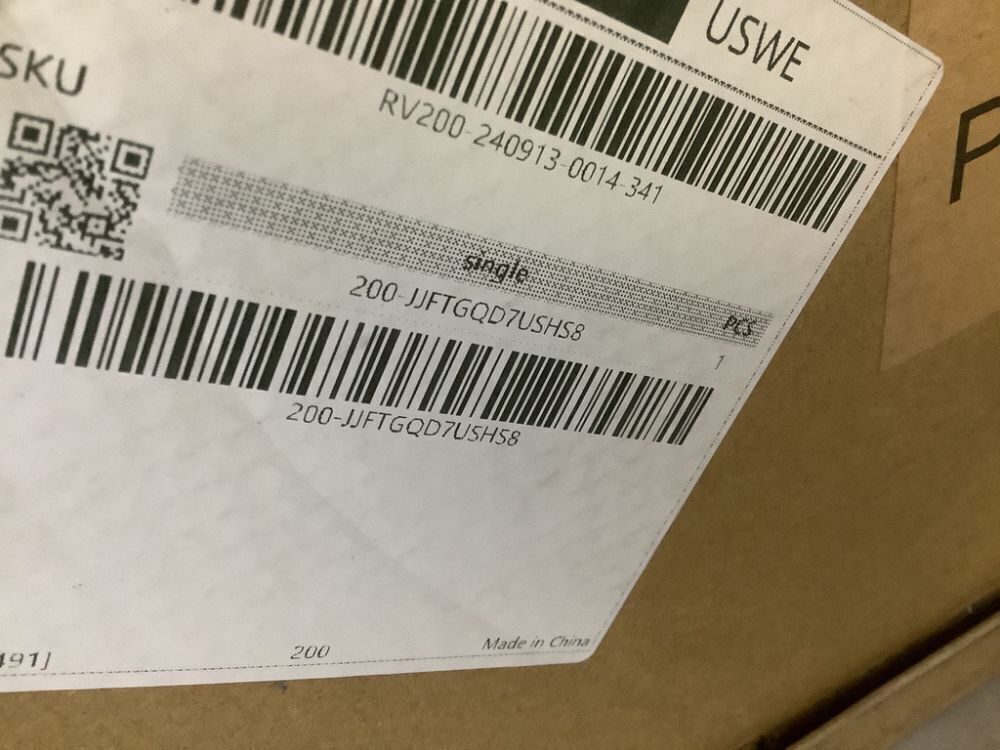 USWE
RV200-240913-0014-341
SKU
single PCS
200-JJFTGQD7USHS8 1
200-JJFTGQD7USHS8
491] 200 Made in China
P